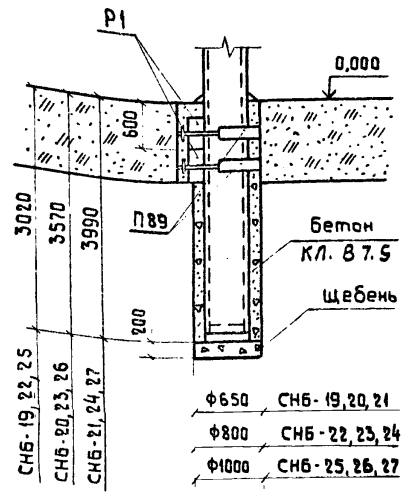 Р1
0,000
600
П89
бетон
КЛ. В 7.5
щебень
3020
3570
3990
200
СНБ-19, 22, 25
СНБ-20, 23, 26
СНБ-21, 24, 27
Ф650 СНБ-19,20,21
Ф800 СНБ-22,23,24
Ф1000 СНБ-25,26,27